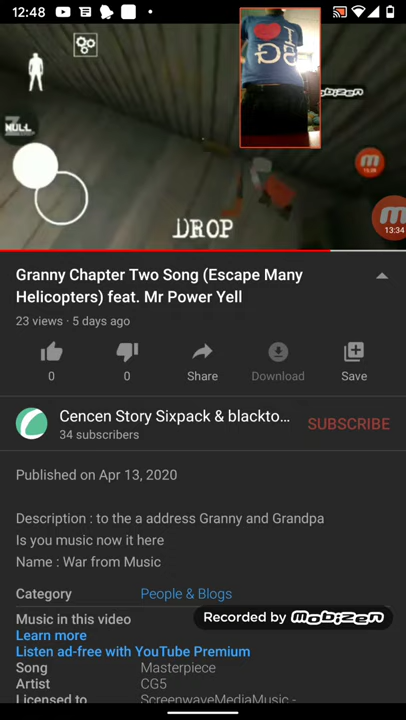 12:48
mobizen
NULL
DROP
13:34
Granny Chapter Two Song (Escape Many
Helicopters) feat. Mr Power Yell
23 views · 5 days ago
0
0
Share
Download
Save
Cencen Story Sixpack & blackto...
34 subscribers
SUBSCRIBE
Published on Apr 13, 2020
Description : to the a address Granny and Grandpa
Is you music now it here
Name : War from Music
Category
People & Blogs
Recorded by mobizen
Music in this video
Learn more
Listen ad-free with YouTube Premium
Song
Masterpiece
Artist
CG5
Licensed to
ScreenwaveMediaMusic -